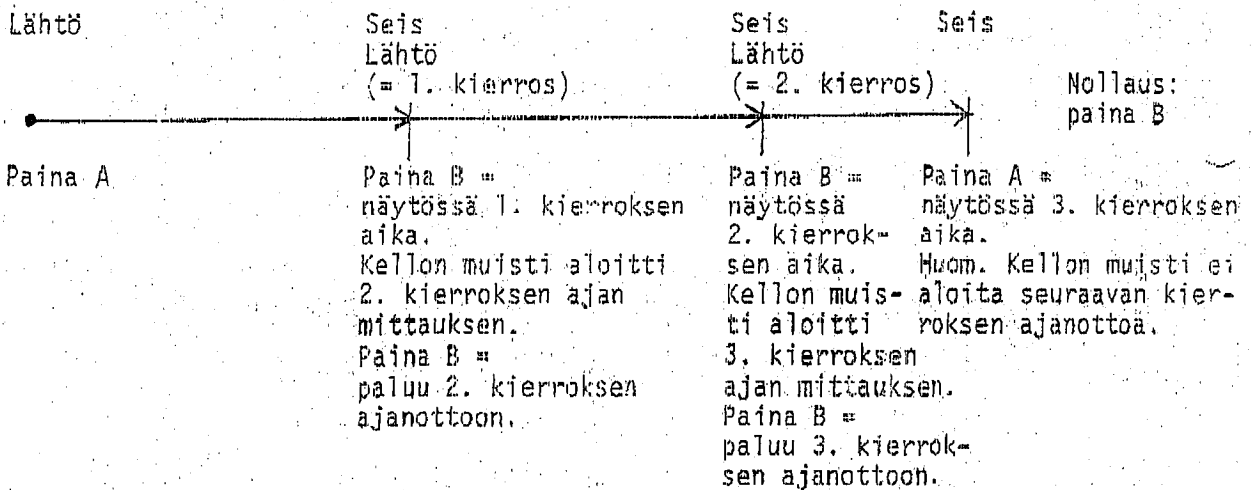 Lähtö
Seis
Lähtö
(= 1. kierros)
Seis
Lähtö
(= 2. kierros)
Seis
Nollaus:
paina B
Paina A
Paina B =
näytössä 1. kierroksen
aika.
Kellon muisti aloitti
2. kierroksen ajan
mittauksen.
Paina B =
paluu 2. kierroksen
ajanottoon.
Paina B =
näytössä
2. kierrok-
sen aika.
Kellon muis-
ti aloitti
3. kierroksen
ajan mittauksen.
Paina B =
paluu 3. kierrok-
sen ajanottoon.
Paina A =
näytössä 3. kierroksen
aika.
Huom. Kellon muisti ei
aloita seuraavan kier-
roksen ajanottoa.